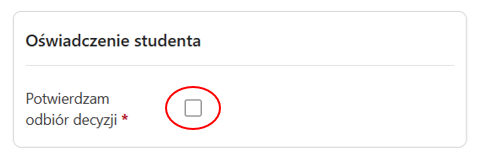 Oświadczenie studenta
Potwierdzam
odbiór decyzji *